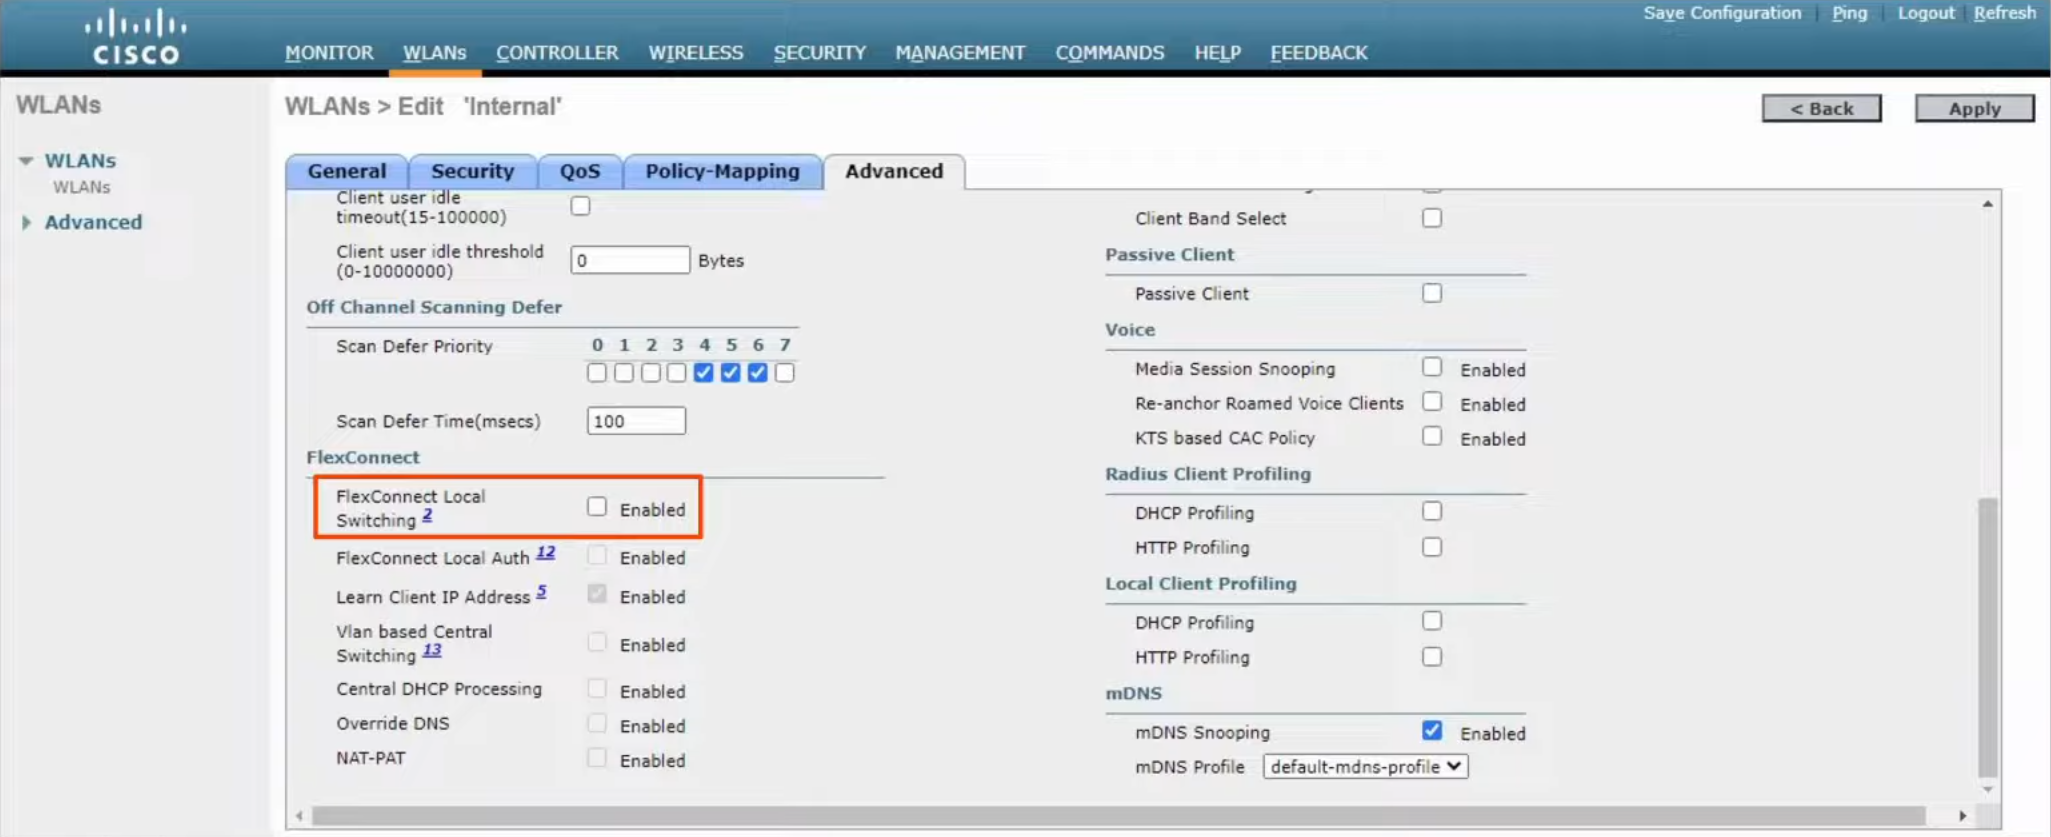 Save Configuration Ping Logout Refresh
CISCO
MONITOR WLANs CONTROLLER WIRELESS SECURITY MANAGEMENT COMMANDS HELP FEEDBACK
WLANs
WLANs
WLANs
Advanced
WLANs > Edit 'Internal'
< Back Apply
General Security QoS Policy-Mapping Advanced
Client user idle
timeout(15-100000)
Client user idle threshold
(0-10000000)
0 Bytes
Off Channel Scanning Defer
Scan Defer Priority 0 1 2 3 4 5 6 7
Scan Defer Time(msecs) 100
FlexConnect
FlexConnect Local
Switching 2 Enabled
FlexConnect Local Auth 12 Enabled
Learn Client IP Address 5 Enabled
Vlan based Central
Switching 13 Enabled
Central DHCP Processing Enabled
Override DNS Enabled
NAT-PAT Enabled
Client Band Select
Passive Client
Passive Client
Voice
Media Session Snooping Enabled
Re-anchor Roamed Voice Clients Enabled
KTS based CAC Policy Enabled
Radius Client Profiling
DHCP Profiling
HTTP Profiling
Local Client Profiling
DHCP Profiling
HTTP Profiling
mDNS
mDNS Snooping Enabled
mDNS Profile default-mdns-profile